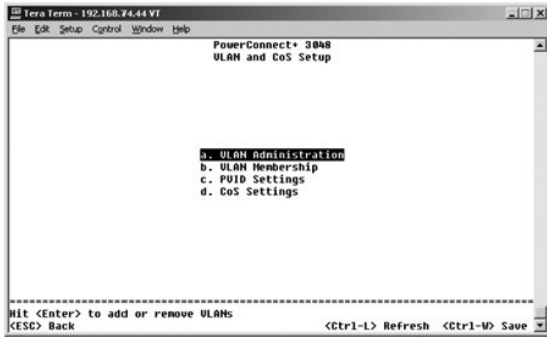 Tera Term - 192.168.74.44 VT
File Edit Setup Control Window Help
PowerConnect+ 3048
VLAN and CoS Setup
a. VLAN Administration
b. VLAN Membership
c. PVID Settings
d. CoS Settings
Hit <Enter> to add or remove VLANs
<ESC> Back <Ctrl-L> Refresh <Ctrl-W> Save